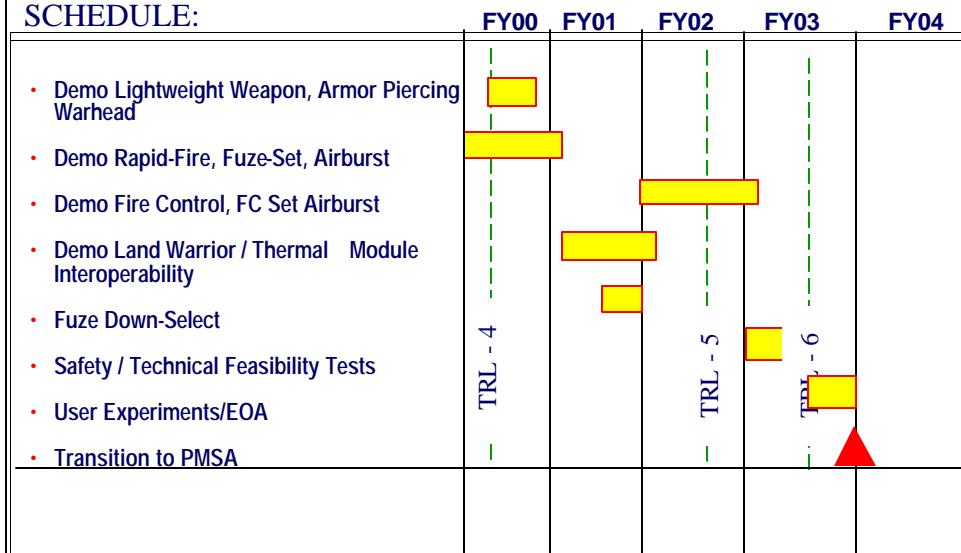 SCHEDULE:
FY00 FY01 FY02 FY03 FY04
• Demo Lightweight Weapon, Armor Piercing
Warhead
• Demo Rapid-Fire, Fuze-Set, Airburst
• Demo Fire Control, FC Set Airburst
• Demo Land Warrior / Thermal Module
Interoperability
• Fuze Down-Select
• Safety / Technical Feasibility Tests
• User Experiments/EOA
• Transition to PMSA
TRL - 4
TRL - 5
TRL - 6